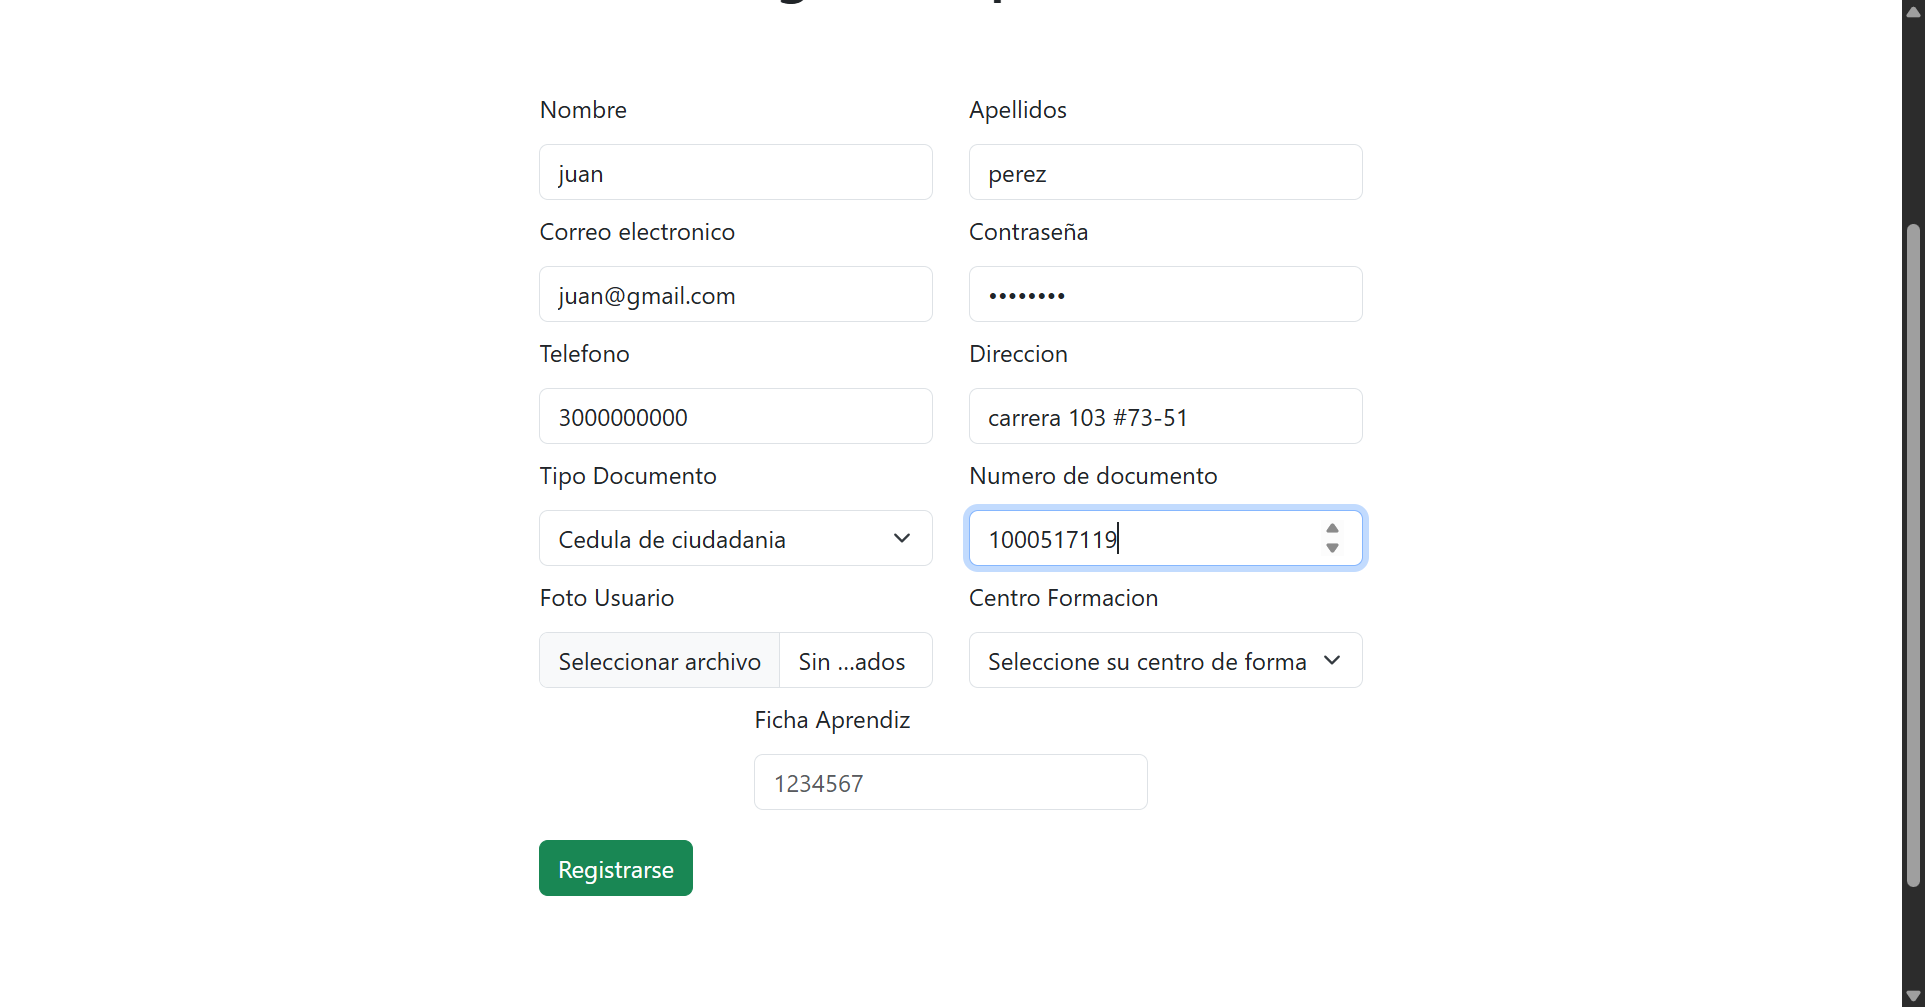 Nombre
Apellidos
juan
perez
Correo electronico
Contraseña
juan@gmail.com
••••••••
Telefono
Direccion
3000000000
carrera 103 #73-51
Tipo Documento
Numero de documento
Cedula de ciudadania
1000517119
Foto Usuario
Centro Formacion
Seleccionar archivo
Sin ...ados
Seleccione su centro de forma
Ficha Aprendiz
1234567
Registrarse